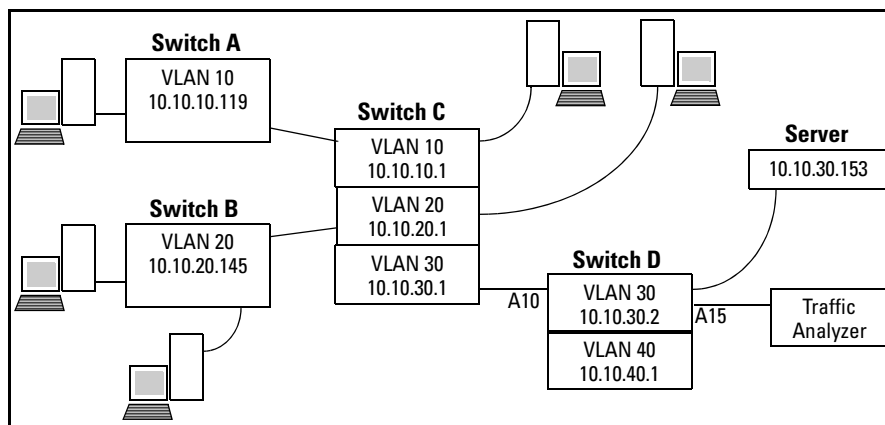 Switch A
VLAN 10
10.10.10.119
Switch C
VLAN 10
10.10.10.1
Server
10.10.30.153
Switch B
VLAN 20
10.10.20.145
VLAN 20
10.10.20.1
VLAN 30
10.10.30.1
Switch D
A10
VLAN 30
10.10.30.2
A15
Traffic
Analyzer
VLAN 40
10.10.40.1